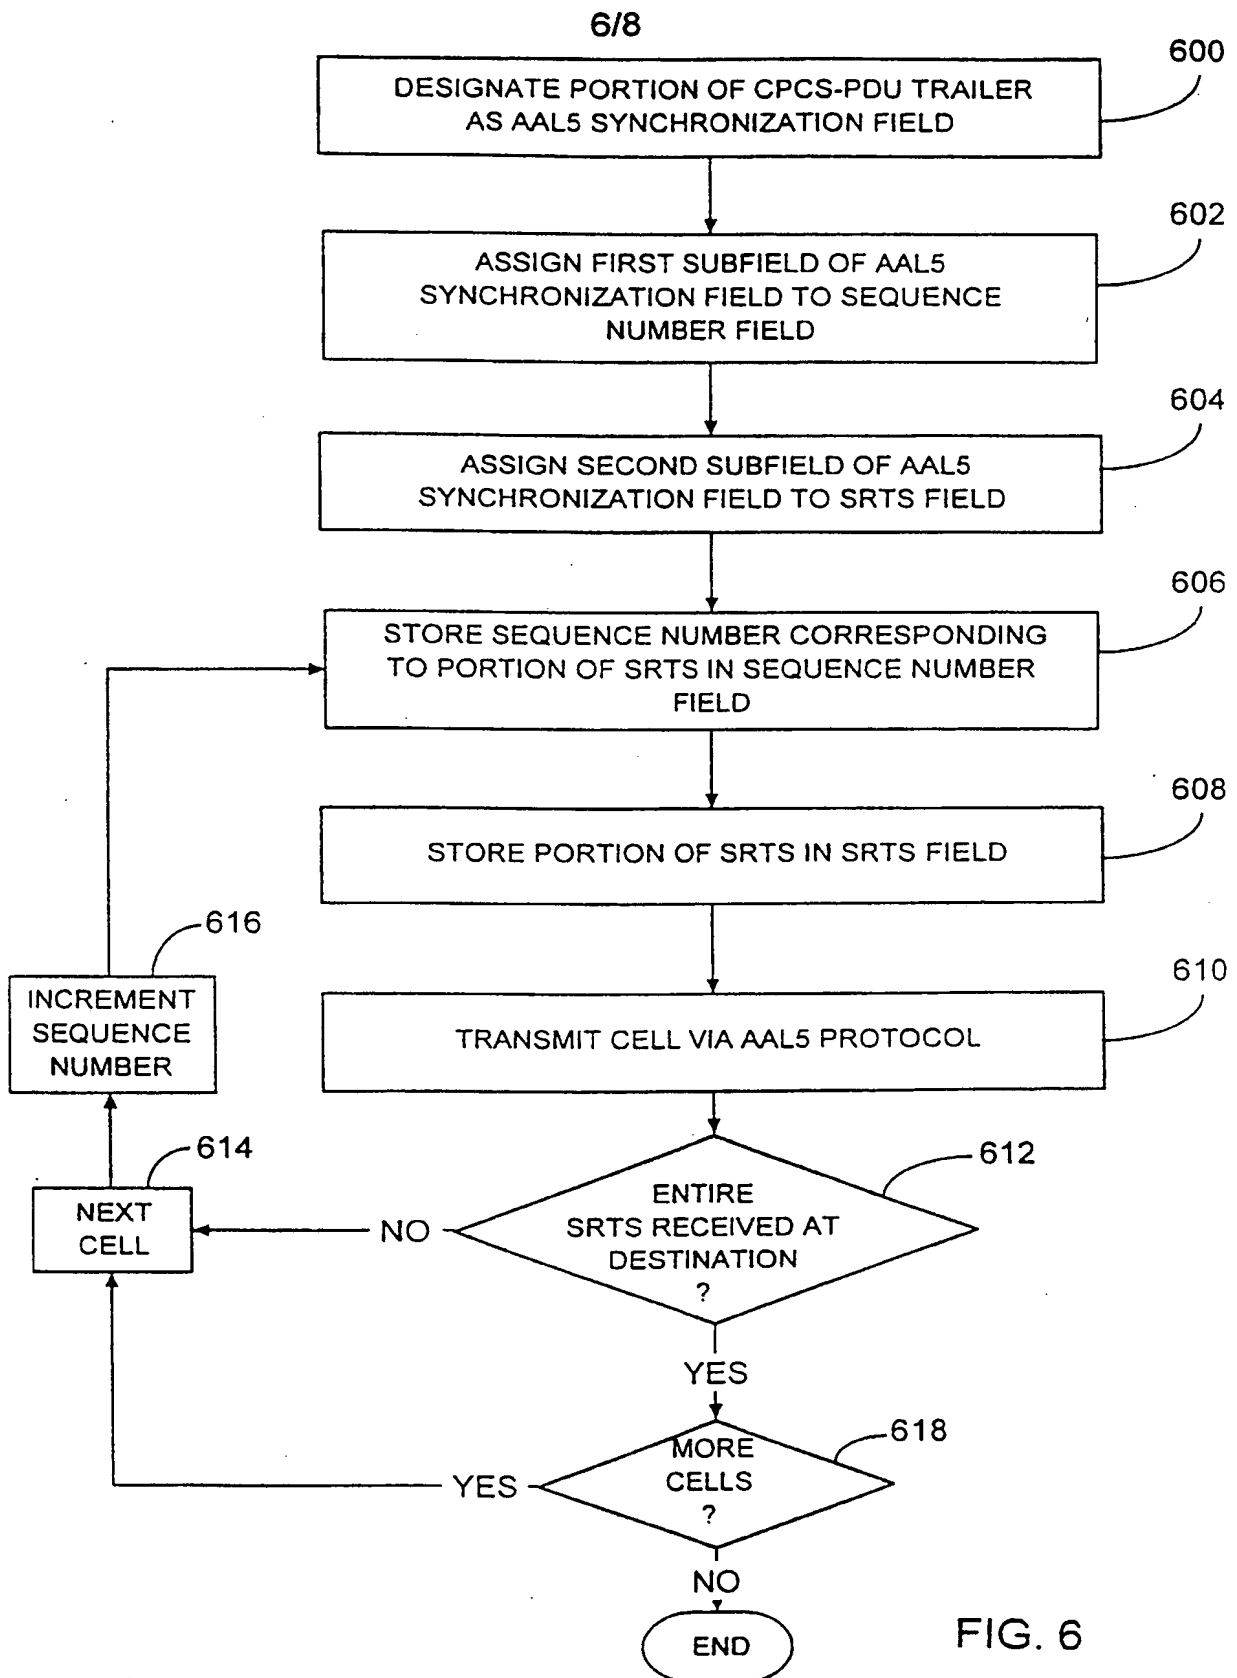 6/8
600
DESIGNATE PORTION OF CPCS-PDU TRAILER
AS AAL5 SYNCHRONIZATION FIELD
602
ASSIGN FIRST SUBFIELD OF AAL5
SYNCHRONIZATION FIELD TO SEQUENCE
NUMBER FIELD
604
ASSIGN SECOND SUBFIELD OF AAL5
SYNCHRONIZATION FIELD TO SRTS FIELD
606
STORE SEQUENCE NUMBER CORRESPONDING
TO PORTION OF SRTS IN SEQUENCE NUMBER
FIELD
608
STORE PORTION OF SRTS IN SRTS FIELD
616
INCREMENT
SEQUENCE
NUMBER
610
TRANSMIT CELL VIA AAL5 PROTOCOL
614
NEXT
CELL
NO
612
ENTIRE
SRTS RECEIVED AT
DESTINATION
?
YES
618
MORE
CELLS
?
YES
NO
END
FIG. 6